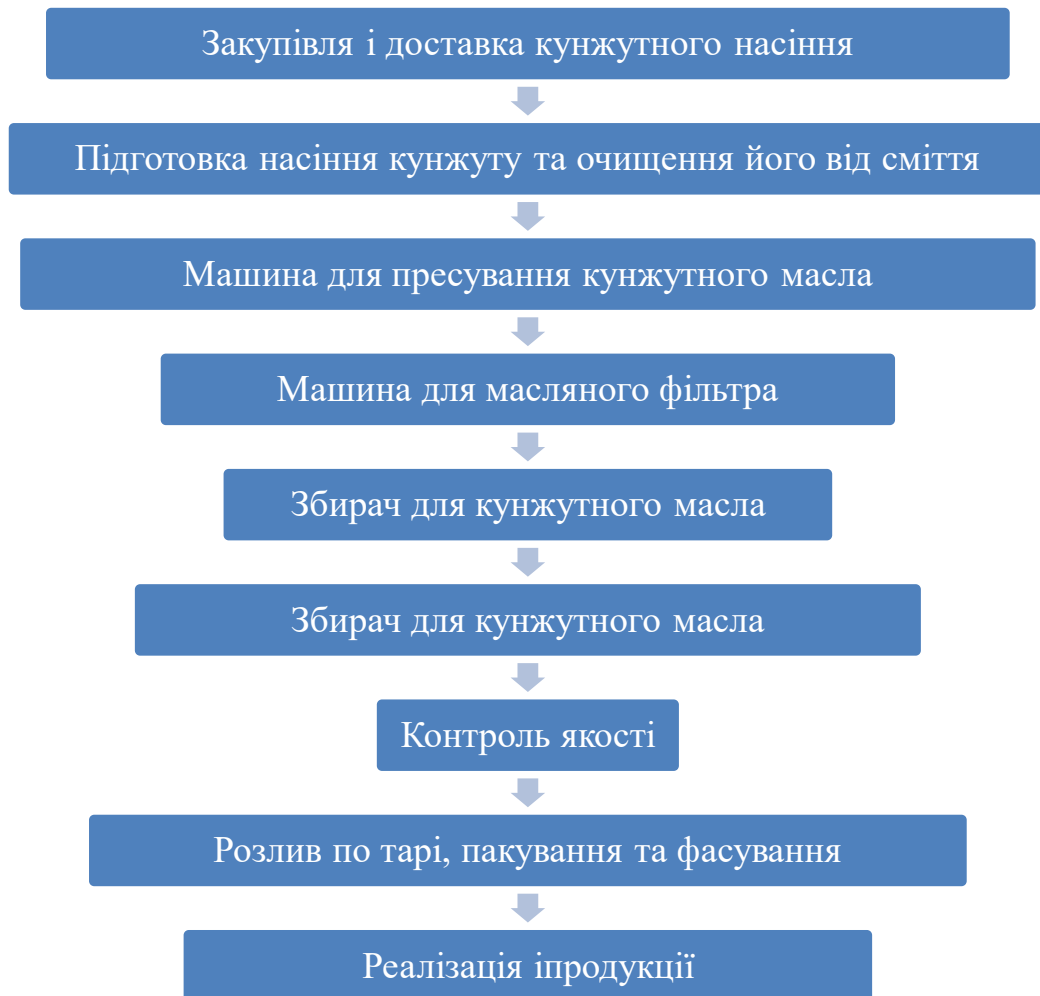 Закупівля і доставка кунжутного насіння
Підготовка насіння кунжуту та очищення його від сміття
Машина для пресування кунжутного масла
Машина для масляного фільтра
Збирач для кунжутного масла
Збирач для кунжутного масла
Контроль якості
Розлив по тарі, пакування та фасування
Реалізація іпродукції